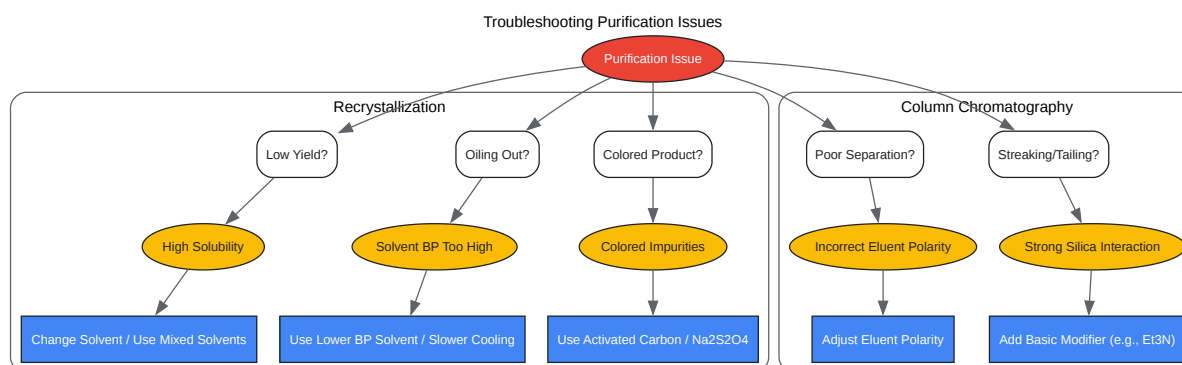 Troubleshooting Purification Issues
Purification Issue
Recrystallization
Column Chromatography
Low Yield?
Oiling Out?
Colored Product?
Poor Separation?
Streaking/Tailing?
High Solubility
Solvent BP Too High
Colored Impurities
Incorrect Eluent Polarity
Strong Silica Interaction
Change Solvent / Use Mixed Solvents
Use Lower BP Solvent / Slower Cooling
Use Activated Carbon / Na2S2O4
Adjust Eluent Polarity
Add Basic Modifier (e.g., Et3N)